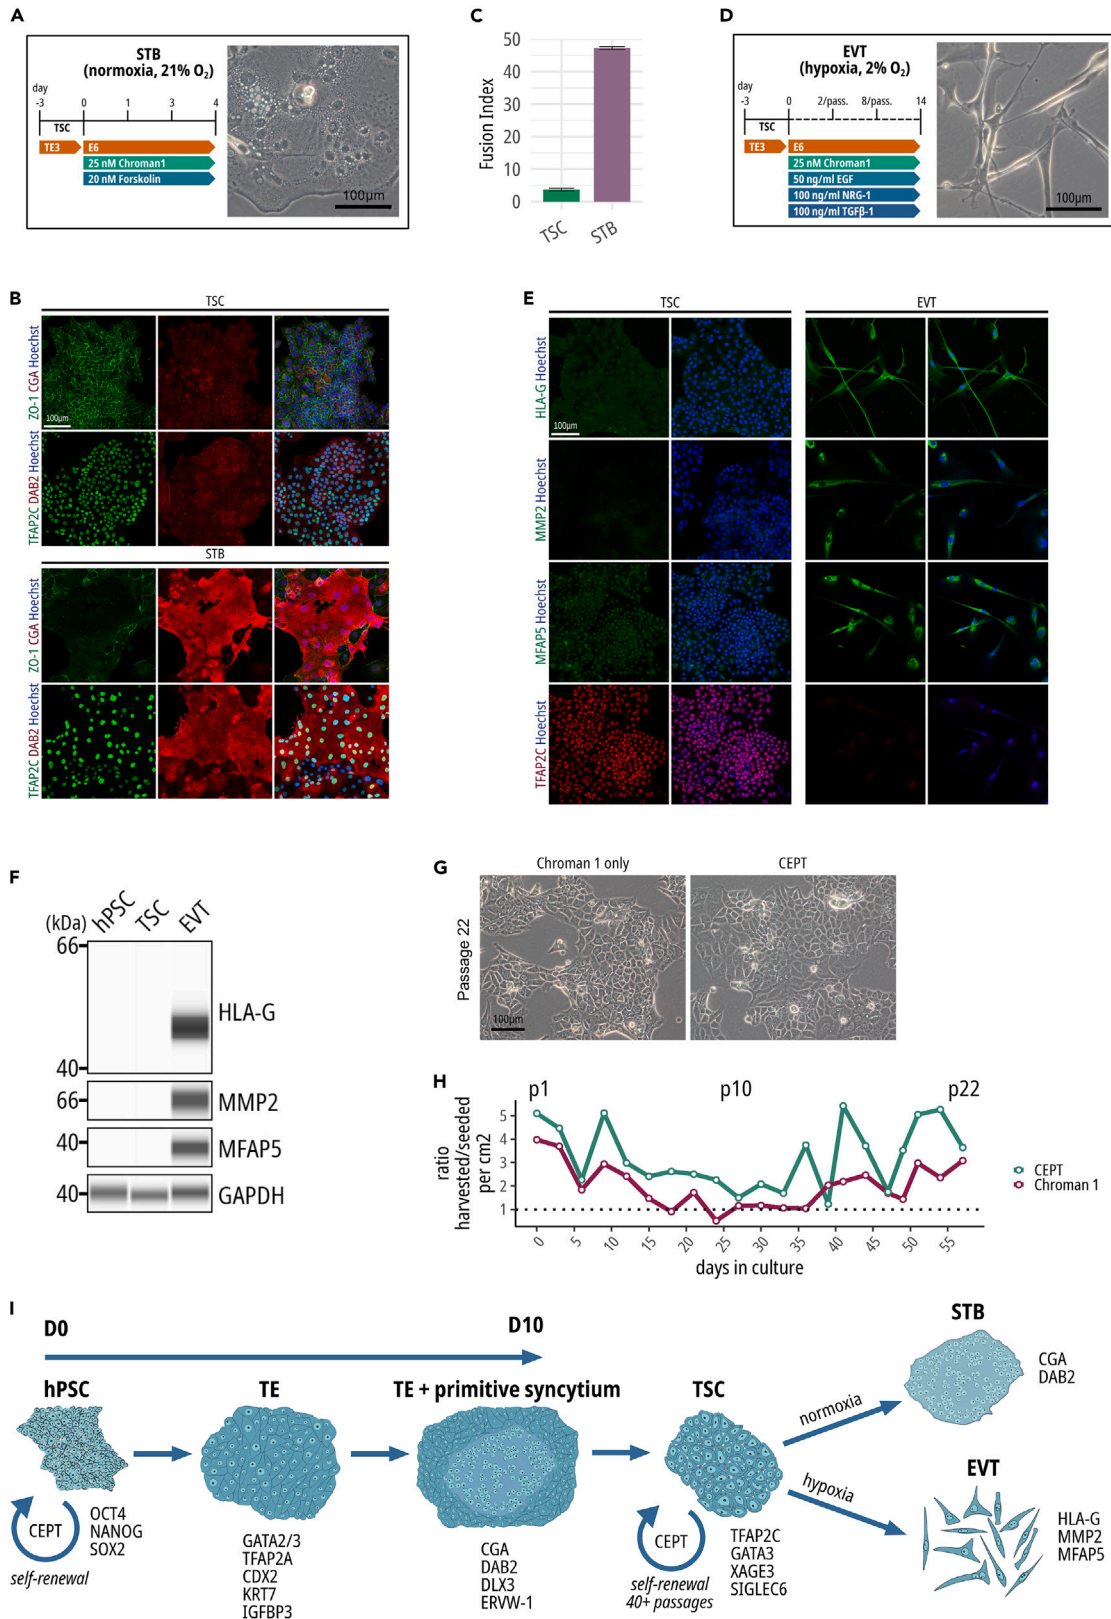 A
STB
(normoxia, 21% O2)
day
-3 0 3 4
TSC
TE3
E6
25 nM Chroman1
20 nM Forskolin
100μm
C
Fusion Index
50
40
30
20
10
0
TSC
STB
D
EVT
(hypoxia, 2% O2)
day
-3 0 2/pass. 8/pass. 14
TSC
TE3
E6
25 nM Chroman1
50 ng/ml EGF
100 ng/ml NRG-1
100 ng/ml TGFβ-1
100μm
B
TSC
ZO-1 CGA Hoechst
100μm
TFAP2C DAB2 Hoechst
STB
ZO-1 CGA Hoechst
TFAP2C DAB2 Hoechst
E
TSC
EVT
HLA-G Hoechst
100μm
MMP2 Hoechst
MFAP5 Hoechst
TFAP2C Hoechst
F
(kDa)
hPSC
TSC
EVT
66
HLA-G
40
66
MMP2
40
MFAP5
40
GAPDH
G
Chroman 1 only
CEPT
Passage 22
100μm
H
p1
p10
p22
ratio
harvested/seeded
per cm2
5
4
3
2
1
0 5 10 15 20 25 30 35 40 45 50 55
days in culture
CEPT
Chroman 1
I
D0
D10
hPSC
TE
TE + primitive syncytium
TSC
STB
CGA
DAB2
normoxia
hypoxia
EVT
HLA-G
MMP2
MFAP5
CEPT
self-renewal
OCT4
NANOG
SOX2
GATA2/3
TFAP2A
CDX2
KRT7
IGFBP3
CGA
DAB2
DLX3
ERVW-1
CEPT
self-renewal
40+ passages
TFAP2C
GATA3
XAGE3
SIGLEC6